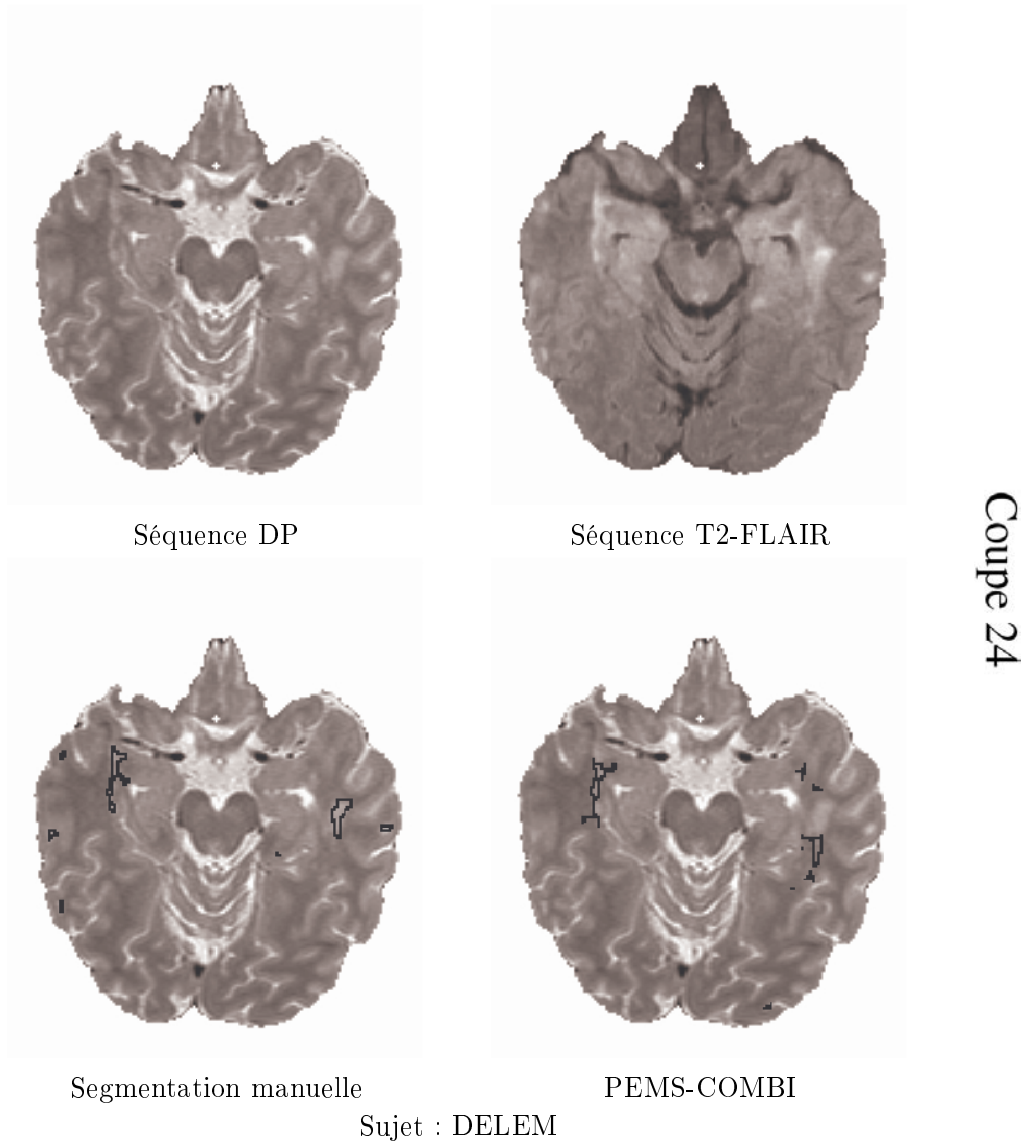 Séquence DP
Séquence T2-FLAIR
Segmentation manuelle
PEMS-COMBI
Sujet : DELEM
Coupe 24